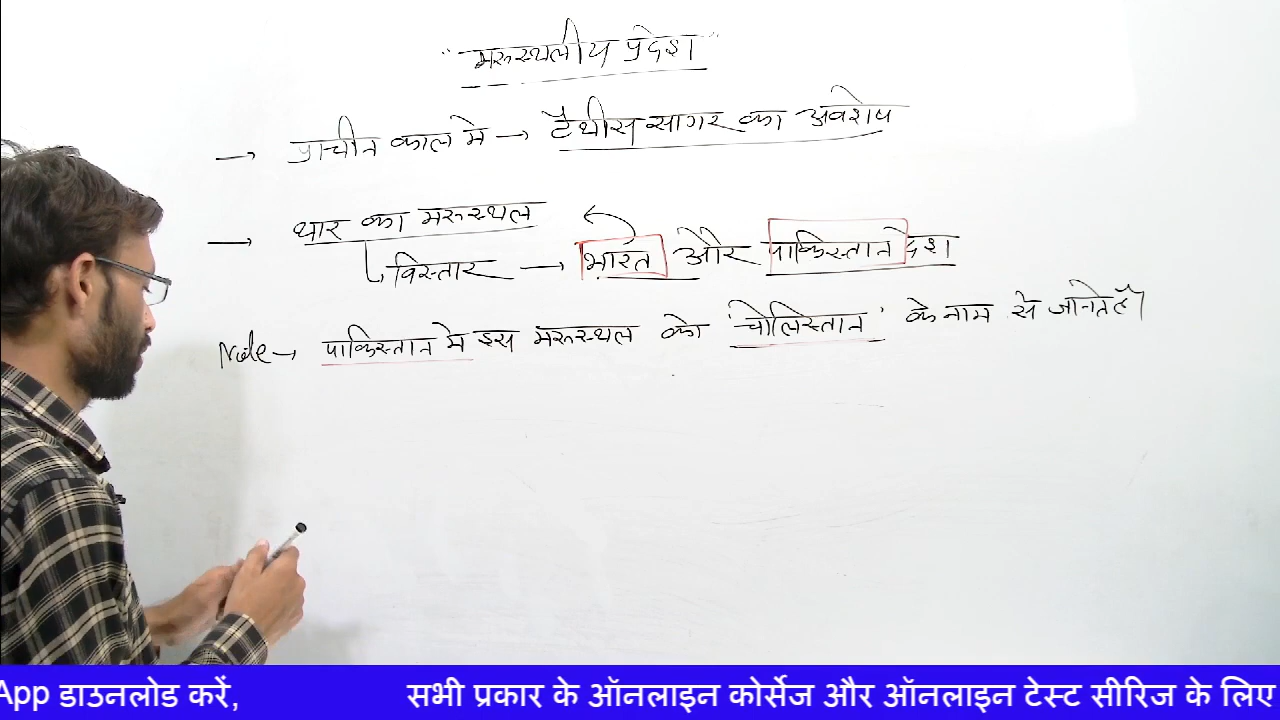 "मरुस्थलीय प्रदेश"
→ प्राचीन काल मे → टैथीस सागर का अवशेष
→ थार का मरुस्थल
विस्तार → भारत और पाकिस्तान देश
Note → पाकिस्तान मे इस मरुस्थल को 'चोलिस्तान' के नाम से जानते हैं।
App डाउनलोड करें, सभी प्रकार के ऑनलाइन कोर्सेज और ऑनलाइन टेस्ट सीरिज के लिए